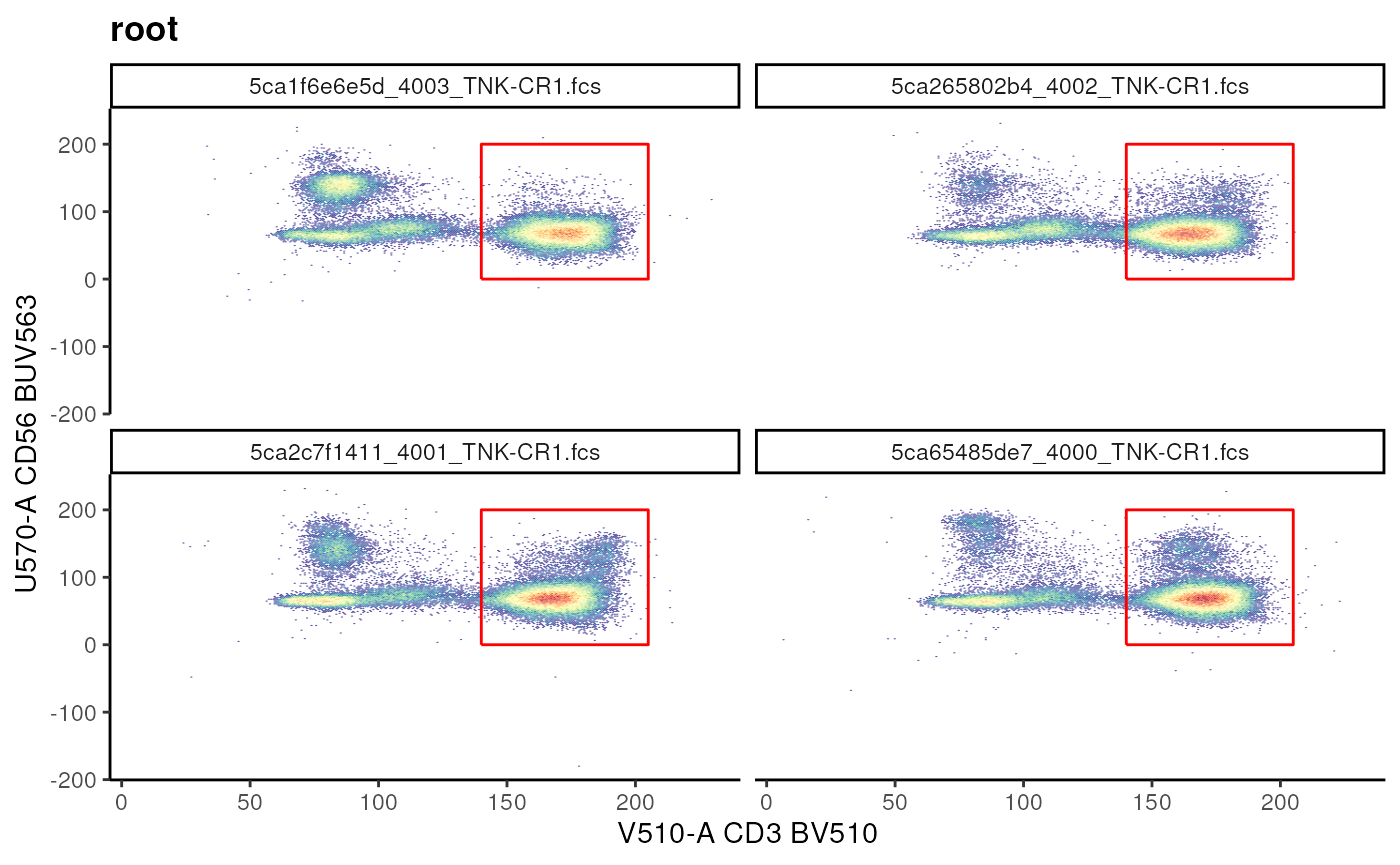 root
5ca1f6e6e5d_4003_TNK-CR1.fcs
5ca265802b4_4002_TNK-CR1.fcs
200
100
0
-100
-200
5ca2c7f1411_4001_TNK-CR1.fcs
5ca65485de7_4000_TNK-CR1.fcs
200
100
0
-100
-200
0 50 100 150 200
0 50 100 150 200
V510-A CD3 BV510
U570-A CD56 BUV563